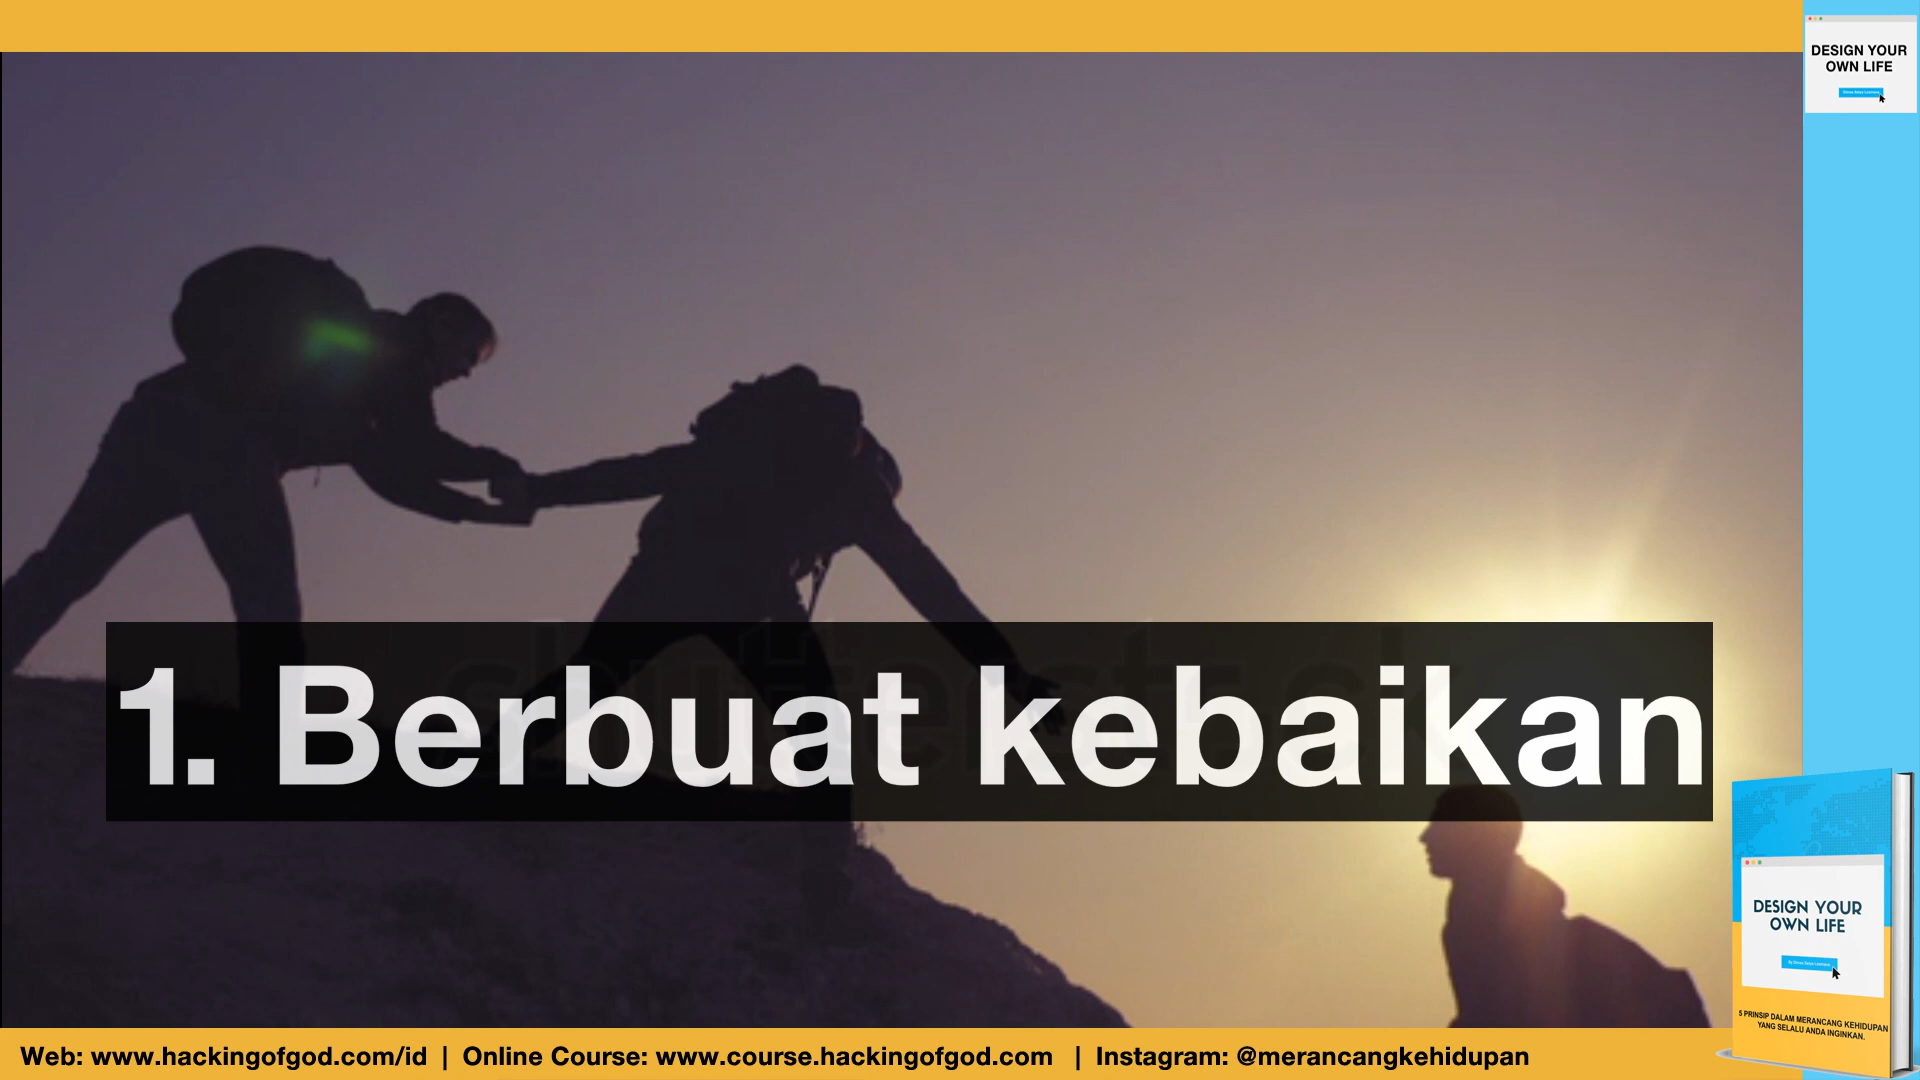 DESIGN YOUR
OWN LIFE
1. Berbuat kebaikan
DESIGN YOUR
OWN LIFE
5 PRINSIP DALAM MERANCANG KEHIDUPAN
YANG SELALU ANDA INGINKAN.
Web: www.hackingofgod.com/id | Online Course: www.course.hackingofgod.com | Instagram: @merancangkehidupan